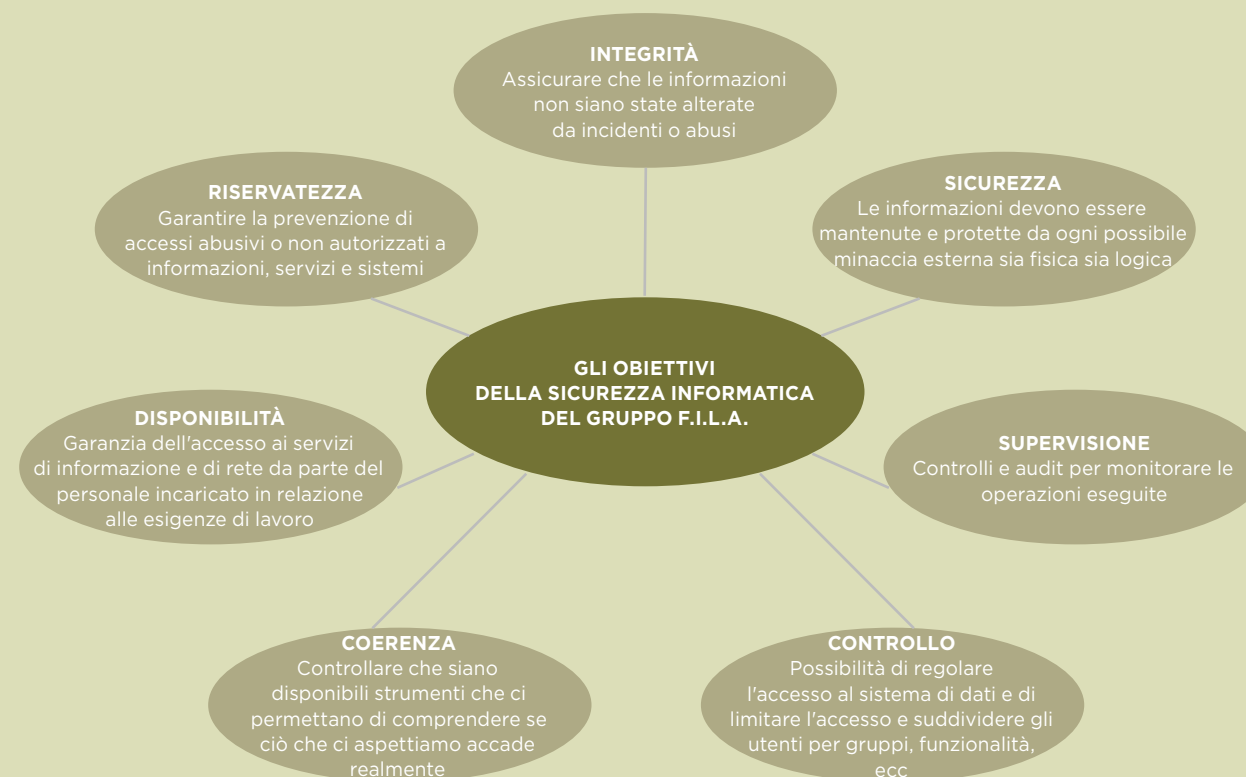 INTEGRITÀ
Assicurare che le informazioni
non siano state alterate
da incidenti o abusi
RISERVATEZZA
Garantire la prevenzione di
accessi abusivi o non autorizzati a
informazioni, servizi e sistemi
SICUREZZA
Le informazioni devono essere
mantenute e protette da ogni possibile
minaccia esterna sia fisica sia logica
GLI OBIETTIVI
DELLA SICUREZZA INFORMATICA
DEL GRUPPO F.I.L.A.
DISPONIBILITÀ
Garanzia dell'accesso ai servizi
di informazione e di rete da parte del
personale incaricato in relazione
alle esigenze di lavoro
SUPERVISIONE
Controlli e audit per monitorare le
operazioni eseguite
COERENZA
Controllare che siano
disponibili strumenti che ci
permettano di comprendere se
ciò che ci aspettiamo accade
realmente
CONTROLLO
Possibilità di regolare
l'accesso al sistema di dati e di
limitare l'accesso e suddividere gli
utenti per gruppi, funzionalità,
ecc